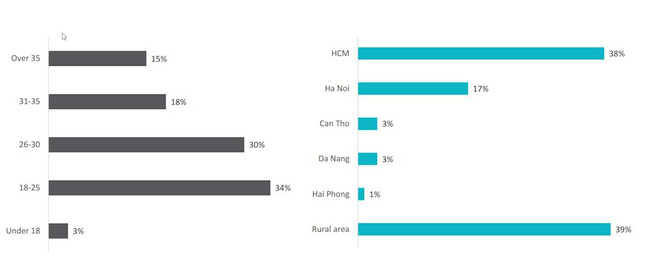 Over 35 15%
31-35 18%
26-30 30%
18-25 34%
Under 18 3%
HCM 38%
Ha Noi 17%
Can Tho 3%
Da Nang 3%
Hai Phong 1%
Rural area 39%